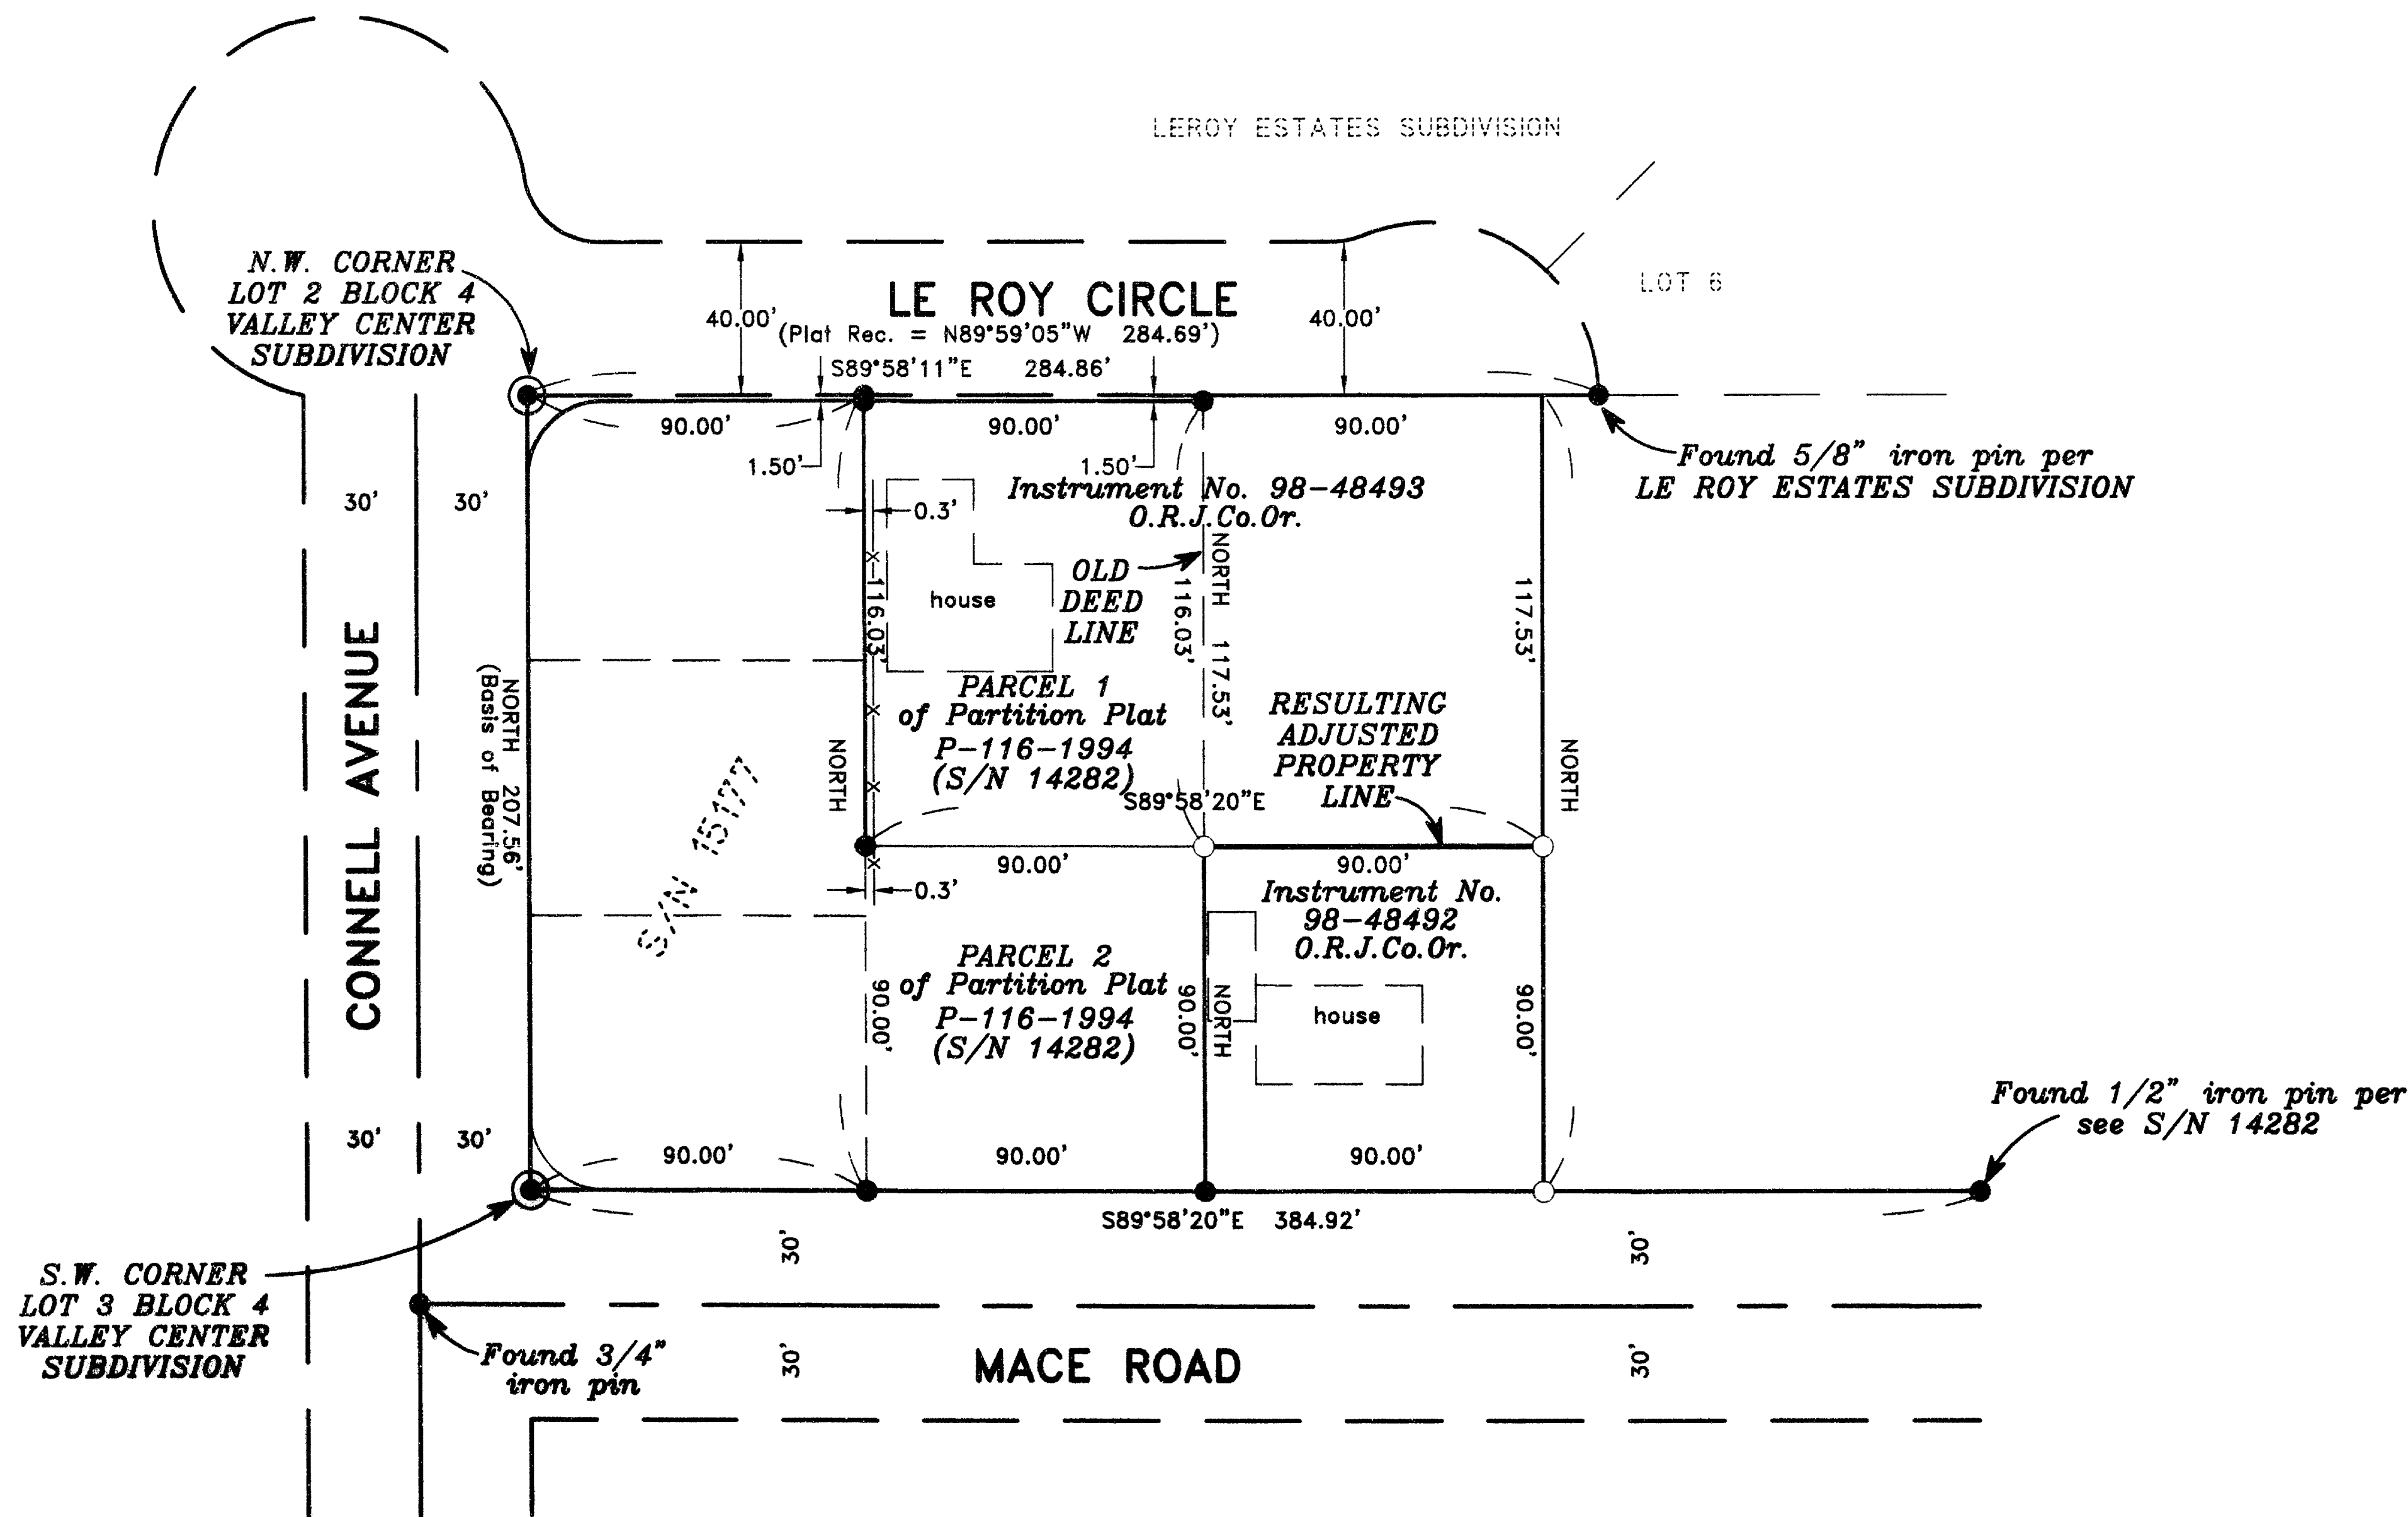 LEROY ESTATES SUBDIVISION
LOT 6
N.W. CORNER
LOT 2 BLOCK 4
VALLEY CENTER
SUBDIVISION
40.00'
LE ROY CIRCLE
40.00'
(Plat Rec. = N89°59'05"W 284.69')
S89°58'11"E 284.86'
90.00'
90.00'
90.00'
1.50'
1.50'
Found 5/8" iron pin per
LE ROY ESTATES SUBDIVISION
30'
30'
Instrument No. 98-48493
O.R.J.Co.Or.
0.3'
OLD
DEED
LINE
house
116.03'
116.03'
NORTH 117.53'
117.53'
NORTH
NORTH
CONNELL AVENUE
NORTH 207.56'
(Basis of Bearing)
S/N 15177
PARCEL 1
of Partition Plat
P-116-1994
(S/N 14282)
RESULTING
ADJUSTED
PROPERTY
LINE
S89°58'20"E
90.00'
90.00'
0.3'
Instrument No.
98-48492
O.R.J.Co.Or.
PARCEL 2
of Partition Plat
P-116-1994
(S/N 14282)
90.00'
90.00'
NORTH
house
90.00'
30'
30'
90.00'
90.00'
90.00'
Found 1/2" iron pin per
see S/N 14282
S89°58'20"E 384.92'
30'
30'
S.W. CORNER
LOT 3 BLOCK 4
VALLEY CENTER
SUBDIVISION
Found 3/4"
iron pin
30'
MACE ROAD
30'